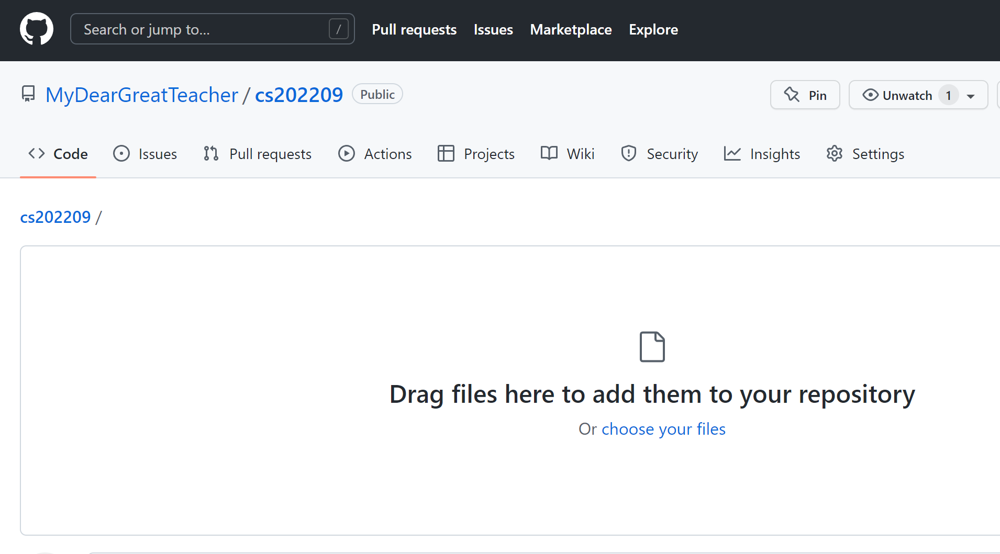 Search or jump to... /
Pull requests Issues Marketplace Explore
MyDearGreatTeacher / cs202209 Public
Pin Unwatch 1
Code Issues Pull requests Actions Projects Wiki Security Insights Settings
cs202209 /
Drag files here to add them to your repository
Or choose your files